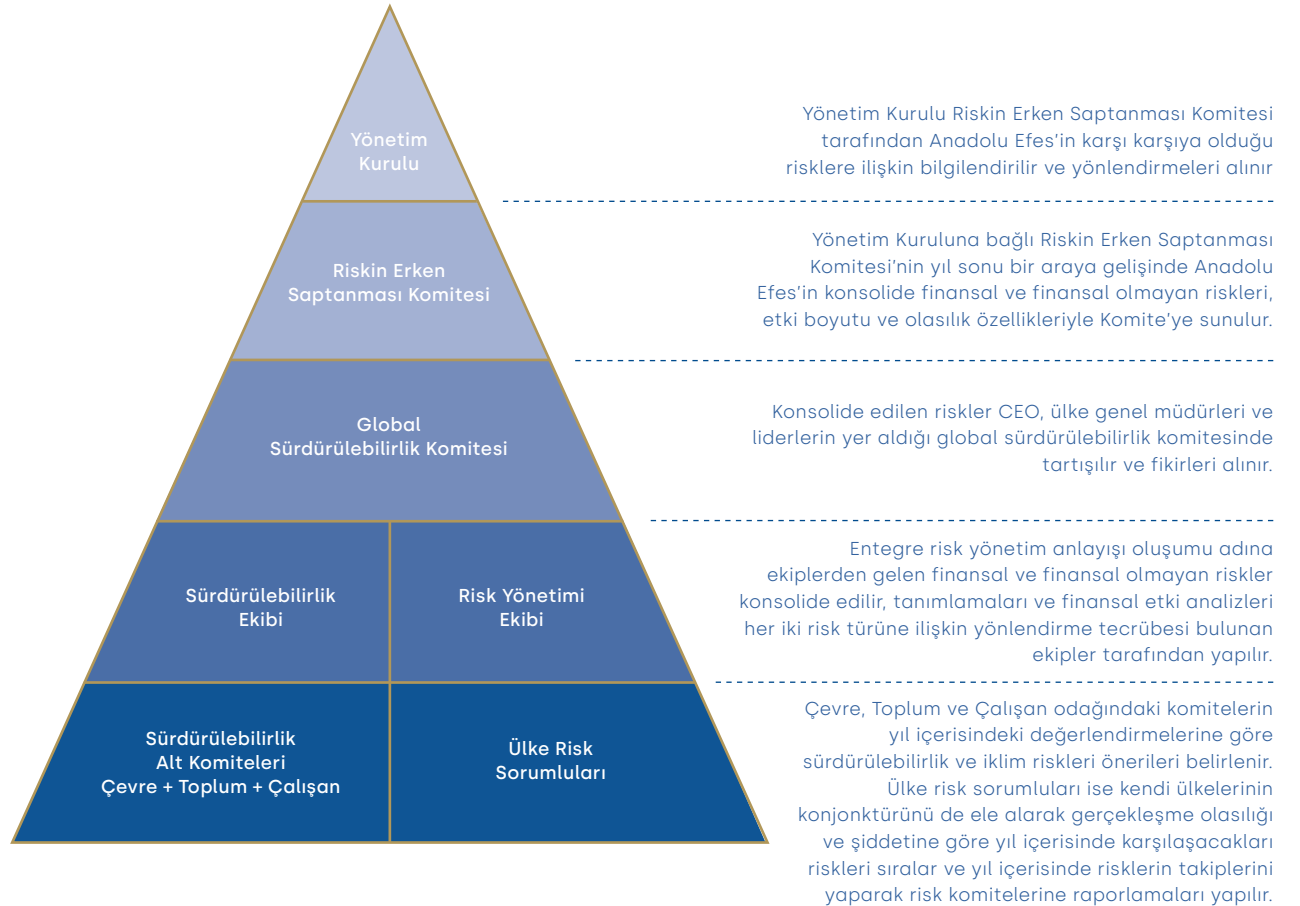 Yönetim
Kurulu
Yönetim Kurulu Riskin Erken Saptanması Komitesi
tarafından Anadolu Efes'in karşı karşıya olduğu
risklere ilişkin bilgilendirilir ve yönlendirmeleri alınır
Riskin Erken
Saptanması Komitesi
Yönetim Kuruluna bağlı Riskin Erken Saptanması
Komitesi'nin yıl sonu bir araya gelişinde Anadolu
Efes'in konsolide finansal ve finansal olmayan riskleri,
etki boyutu ve olasılık özellikleriyle Komite'ye sunulur.
Global
Sürdürülebilirlik Komitesi
Konsolide edilen riskler CEO, ülke genel müdürleri ve
liderlerin yer aldığı global sürdürülebilirlik komitesinde
tartışılır ve fikirleri alınır.
Sürdürülebilirlik
Ekibi
Risk Yönetimi
Ekibi
Entegre risk yönetim anlayışı oluşumu adına
ekiplerden gelen finansal ve finansal olmayan riskler
konsolide edilir, tanımlamaları ve finansal etki analizleri
her iki risk türüne ilişkin yönlendirme tecrübesi bulunan
ekipler tarafından yapılır.
Sürdürülebilirlik
Alt Komiteleri
Çevre + Toplum + Çalışan
Ülke Risk
Sorumluları
Çevre, Toplum ve Çalışan odağındaki komitelerin
yıl içerisindeki değerlendirmelerine göre
sürdürülebilirlik ve iklim riskleri önerileri belirlenir.
Ülke risk sorumluları ise kendi ülkelerinin
konjonktürünü de ele alarak gerçekleşme olasılığı
ve şiddetine göre yıl içerisinde karşılaşacakları
riskleri sıralar ve yıl içerisinde risklerin takiplerini
yaparak risk komitelerine raporlamaları yapılır.